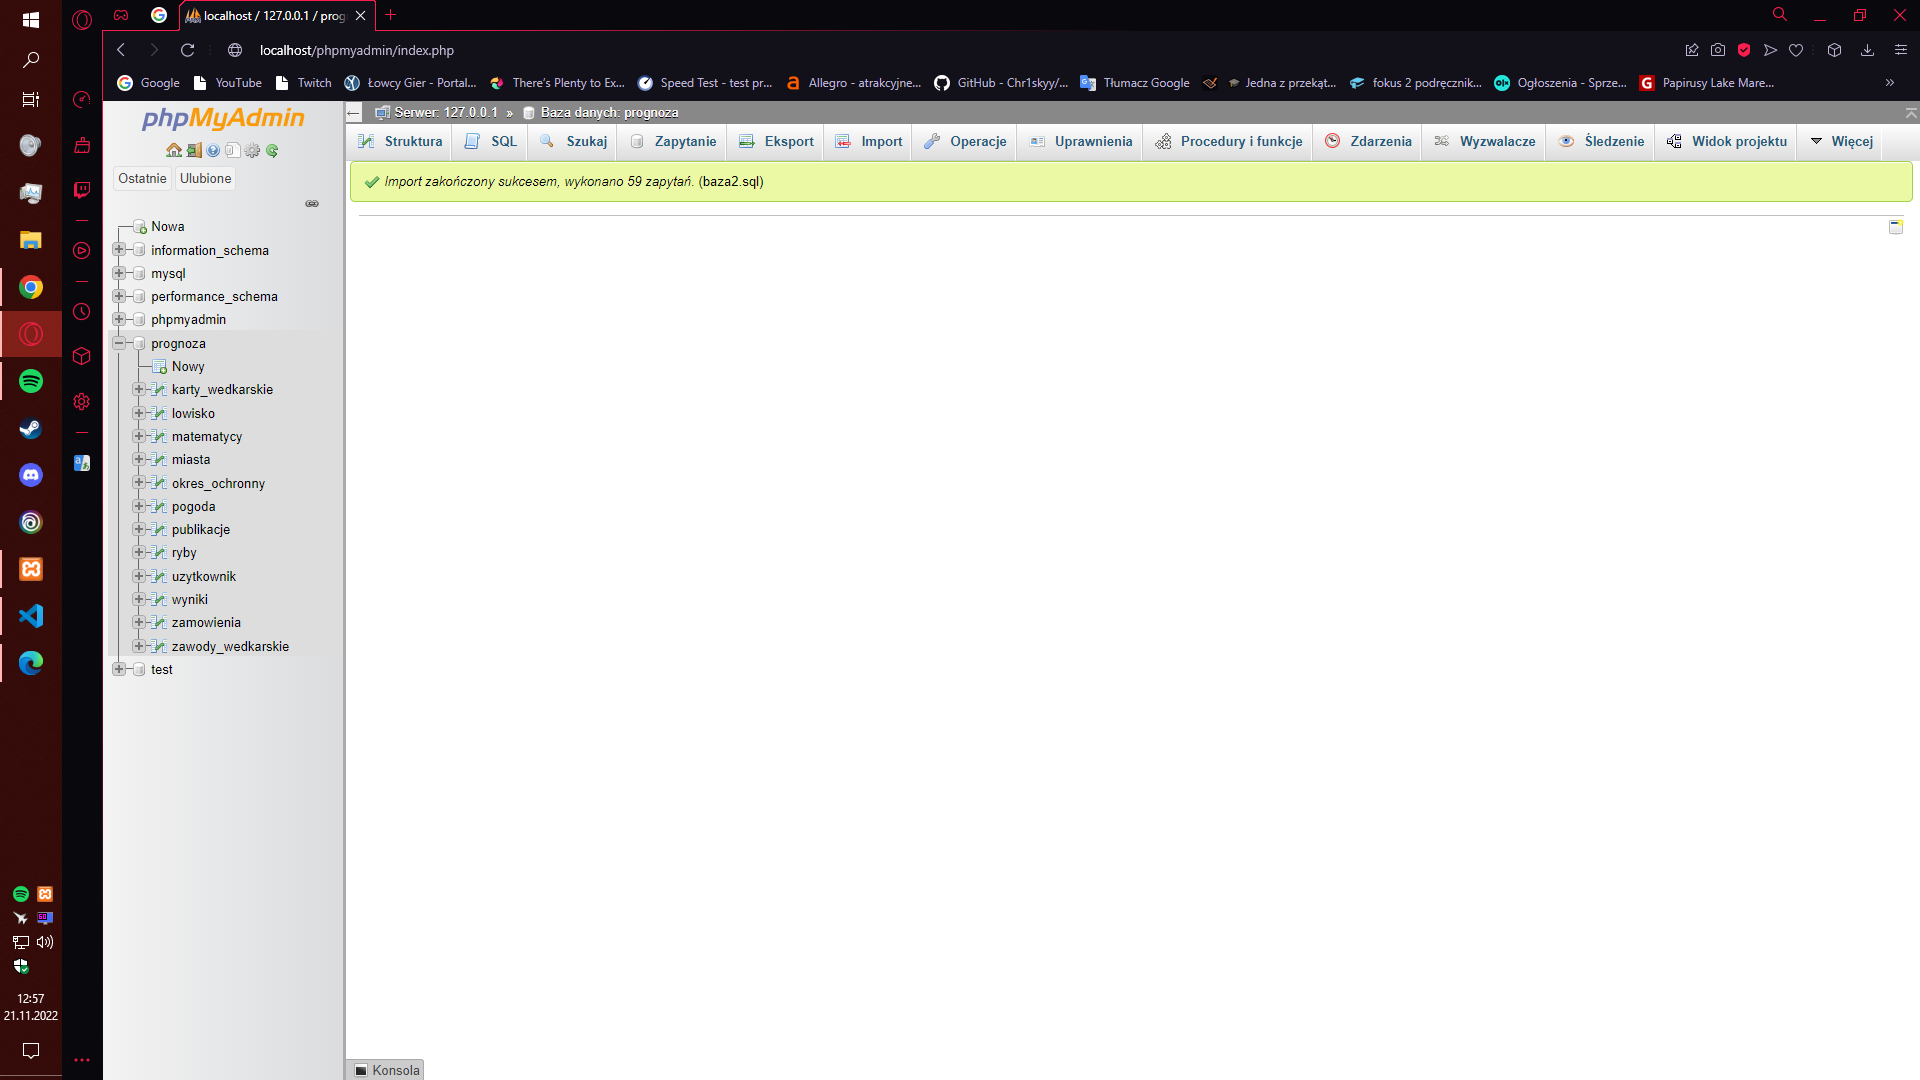 localhost / 127.0.0.1 / prog
localhost/phpmyadmin/index.php
Google YouTube Twitch Łowcy Gier - Portal... There's Plenty to Ex... Speed Test - test pr... Allegro - atrakcyjne... GitHub - Chr1skyy/... Tłumacz Google Jedna z przekąt... fokus 2 podręcznik... Ogłoszenia - Sprze... Papirusy Lake Mare...
phpMyAdmin
Ostatnie Ulubione
Nowa
information_schema
mysql
performance_schema
phpmyadmin
prognoza
Nowy
karty_wedkarskie
lowisko
matematycy
miasta
okres_ochronny
pogoda
publikacje
ryby
uzytkownik
wyniki
zamowienia
zawody_wedkarskie
test
Serwer: 127.0.0.1 » Baza danych: prognoza
Struktura SQL Szukaj Zapytanie Eksport Import Operacje Uprawnienia Procedury i funkcje Zdarzenia Wyzwalacze Śledzenie Widok projektu Więcej
Import zakończony sukcesem, wykonano 59 zapytań. (baza2.sql)
Konsola
12:57
21.11.2022